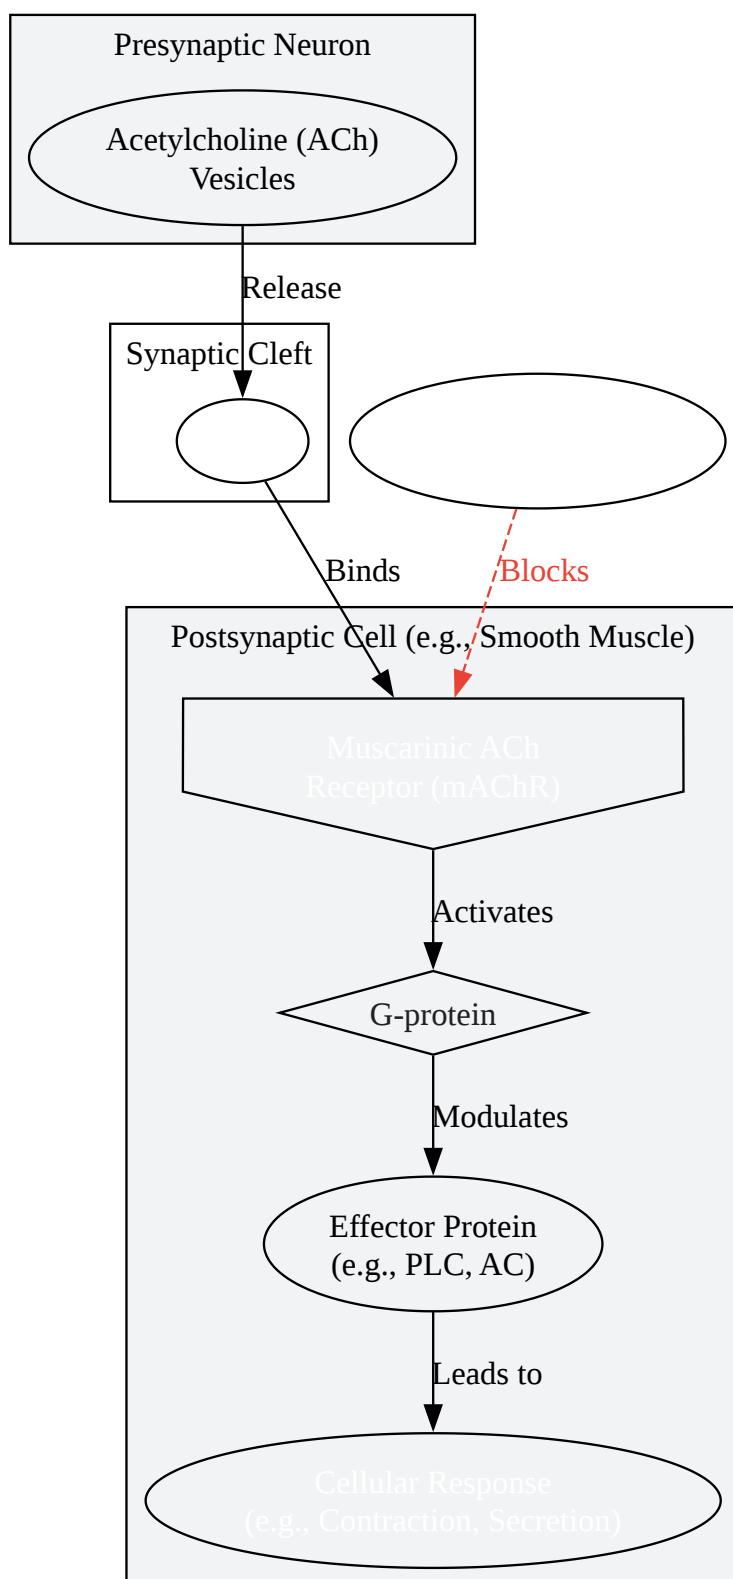 Presynaptic Neuron
Acetylcholine (ACh)
Vesicles
Release
Synaptic Cleft
Binds
Blocks
Postsynaptic Cell (e.g., Smooth Muscle)
Muscarinic ACh
Receptor (mAChR)
Activates
G-protein
Modulates
Effector Protein
(e.g., PLC, AC)
Leads to
Cellular Response
(e.g., Contraction, Secretion)